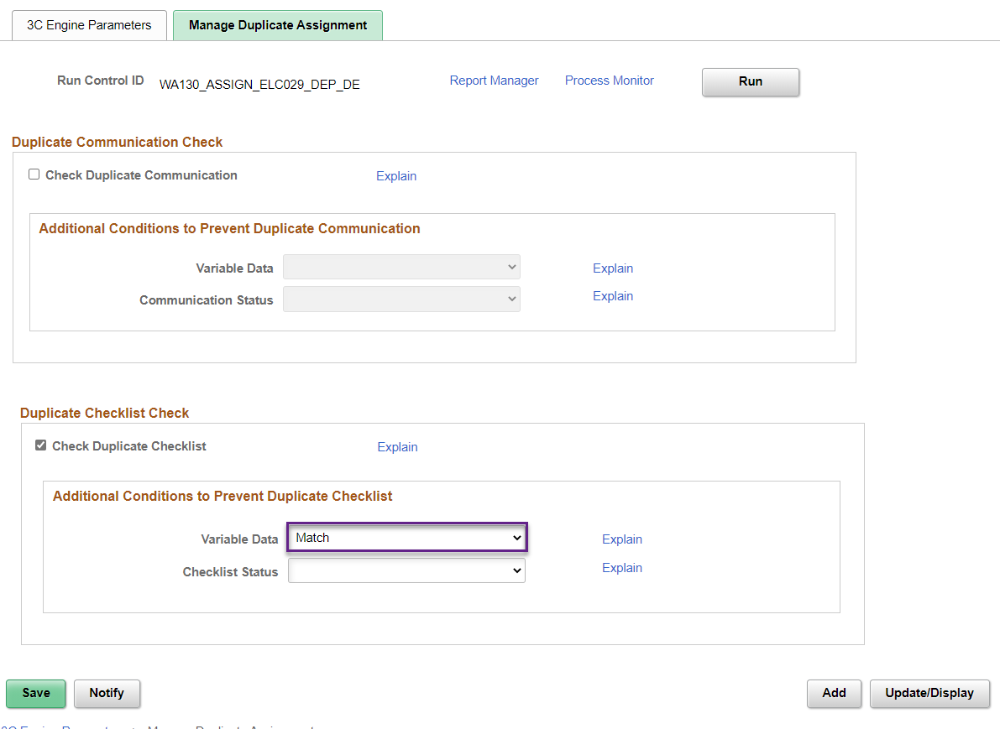 3C Engine Parameters Manage Duplicate Assignment
Run Control ID WA130_ASSIGN_ELC029_DEP_DE Report Manager Process Monitor Run
Duplicate Communication Check
Check Duplicate Communication Explain
Additional Conditions to Prevent Duplicate Communication
Variable Data Explain
Communication Status Explain
Duplicate Checklist Check
Check Duplicate Checklist Explain
Additional Conditions to Prevent Duplicate Checklist
Variable Data Match Explain
Checklist Status Explain
Save Notify Add Update/Display